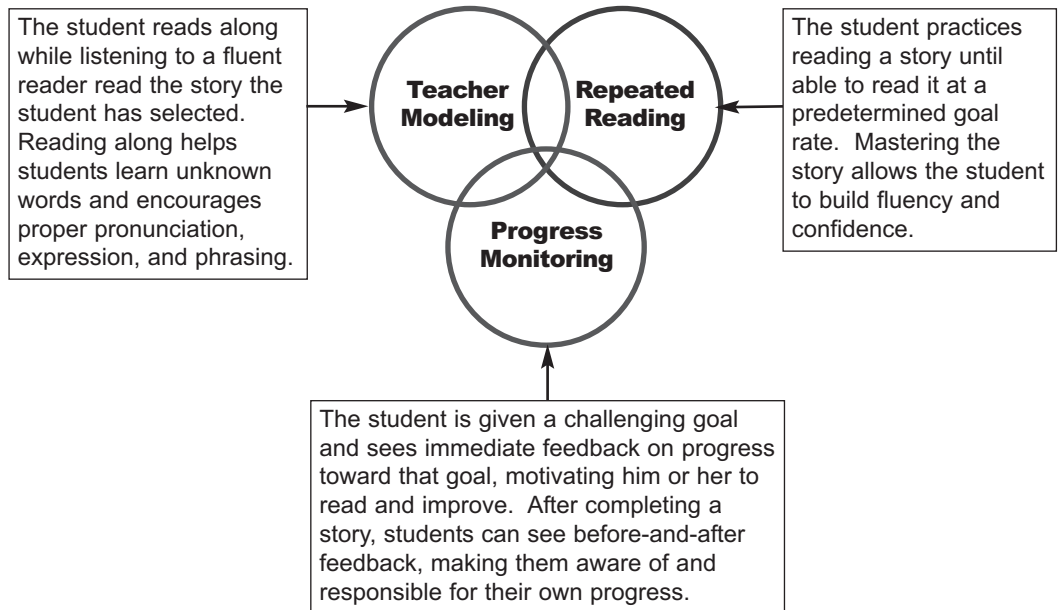 The student reads along
while listening to a fluent
reader read the story the
student has selected.
Reading along helps
students learn unknown
words and encourages
proper pronunciation,
expression, and phrasing.
Teacher
Modeling
Repeated
Reading
The student practices
reading a story until
able to read it at a
predetermined goal
rate.  Mastering the
story allows the student
to build fluency and
confidence.
Progress
Monitoring
The student is given a challenging goal
and sees immediate feedback on progress
toward that goal, motivating him or her to
read and improve.  After completing a
story, students can see before-and-after
feedback, making them aware of and
responsible for their own progress.